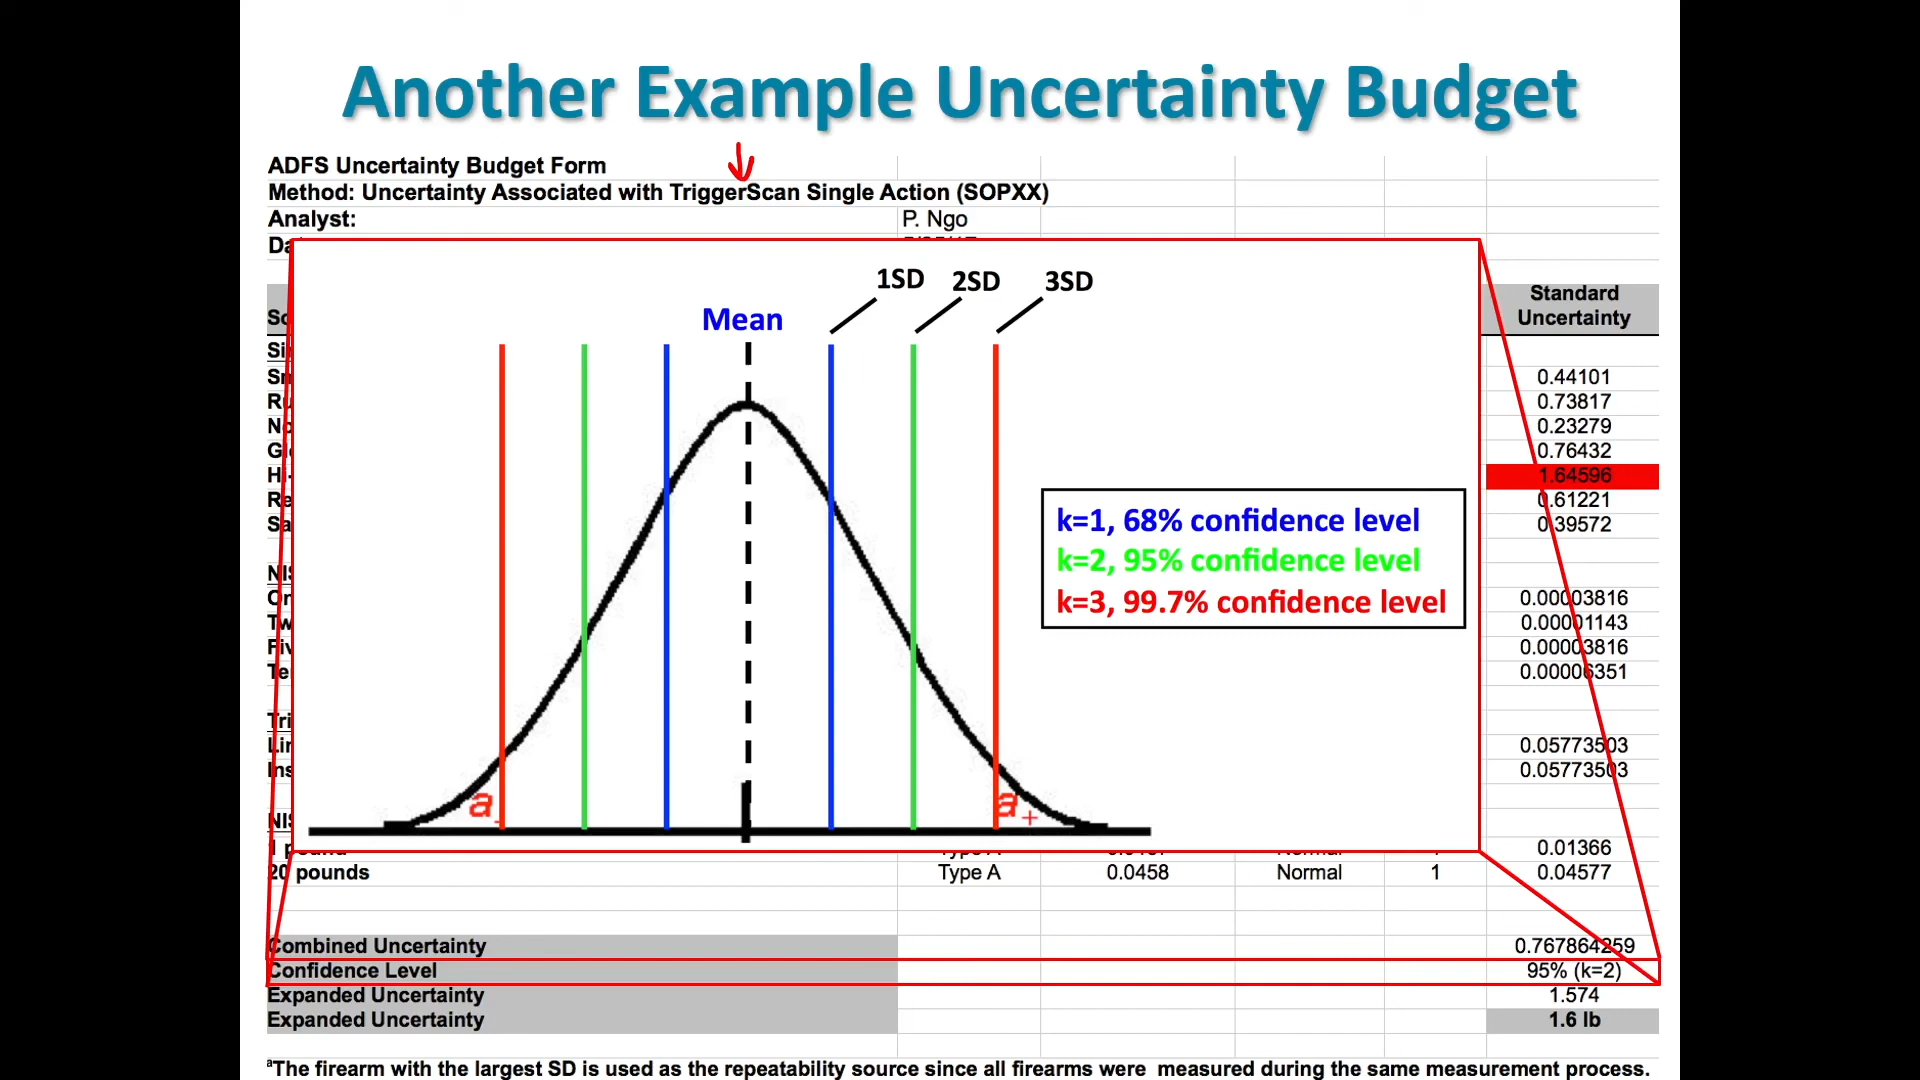 Another Example Uncertainty Budget
ADFS Uncertainty Budget Form
Method: Uncertainty Associated with TriggerScan Single Action (SOPXX)
Analyst: P. Ngo
1SD 2SD 3SD
Mean
Standard
Uncertainty
0.44101
0.73817
0.23279
0.76432
1.64596
0.61221
0.39572
k=1, 68% confidence level
k=2, 95% confidence level
k=3, 99.7% confidence level
0.00003816
0.00001143
0.00003816
0.00006351
0.05773503
0.05773503
a- a+
0.01366
20 pounds Type A 0.0458 Normal 1 0.04577
Combined Uncertainty 0.767864259
Confidence Level 95% (k=2)
Expanded Uncertainty 1.574
Expanded Uncertainty 1.6 lb
aThe firearm with the largest SD is used as the repeatability source since all firearms were measured during the same measurement process.